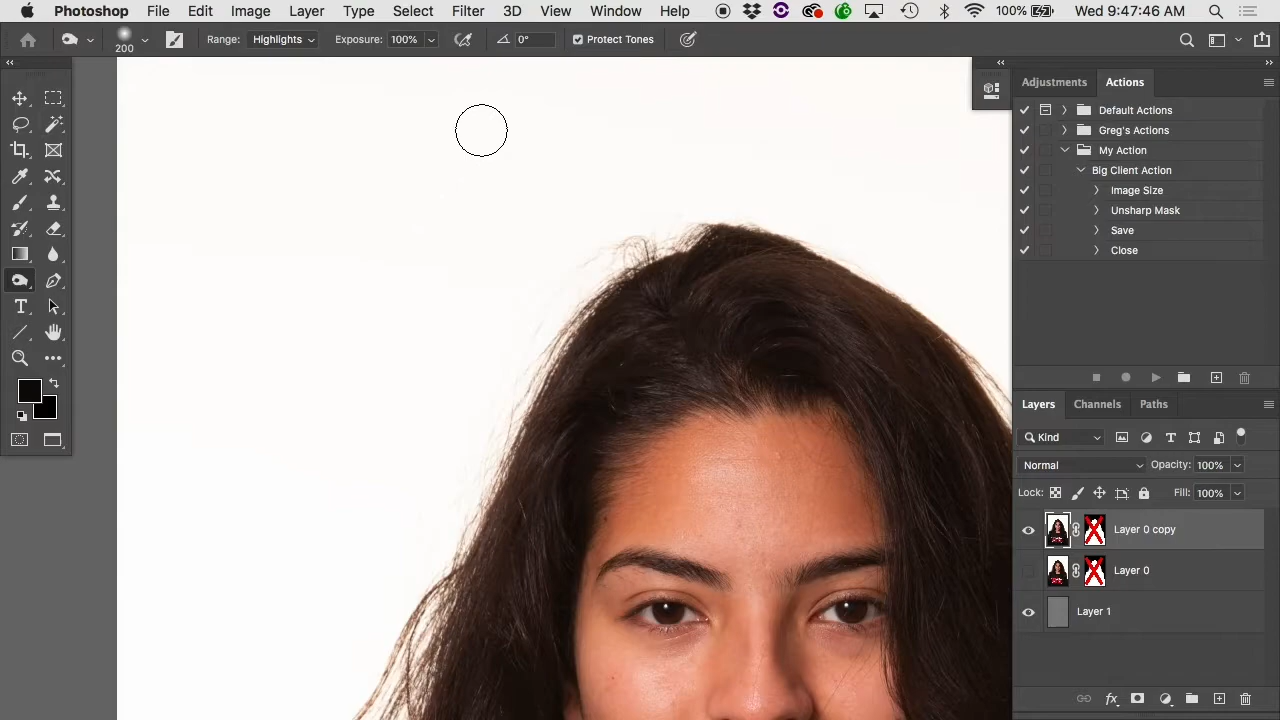 Photoshop File Edit Image Layer Type Select Filter 3D View Window Help 100% Wed 9:47:46 AM
200 Range: Highlights Exposure: 100% 0° Protect Tones
Adjustments Actions
Default Actions
Greg's Actions
My Action
Big Client Action
Image Size
Unsharp Mask
Save
Close
Layers Channels Paths
Kind
Normal Opacity: 100%
Lock: Fill: 100%
Layer 0 copy
Layer 0
Layer 1
fx